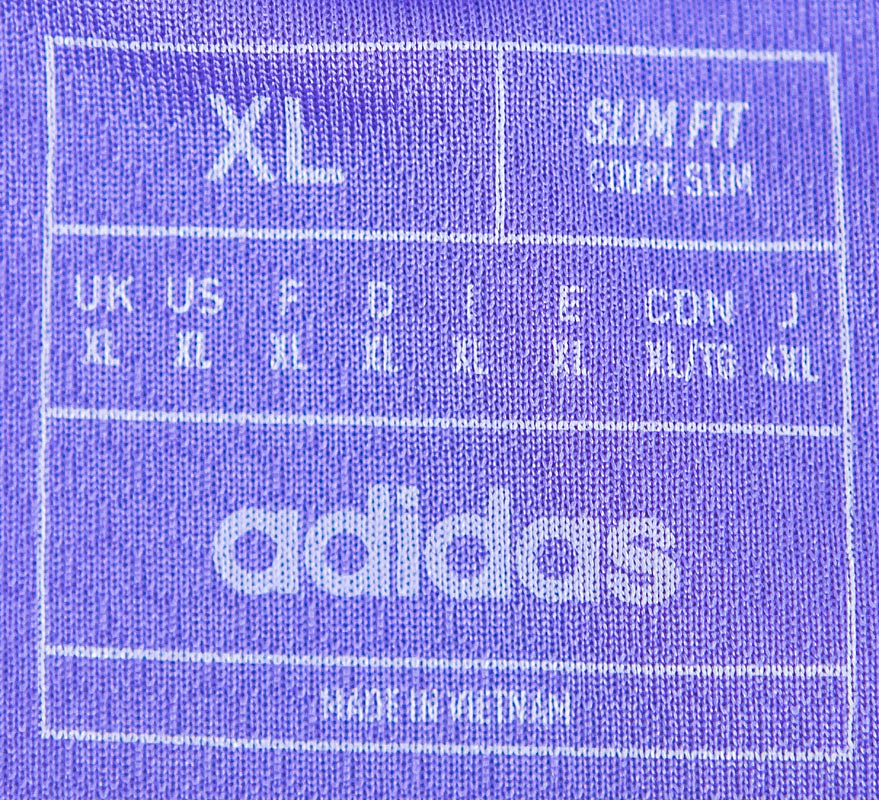 XL
SLIM FIT
COUPE SLIM
UK US F D I E CDN J
XL XL XL XL XL XL XL/TG 4XL
adidas
MADE IN VIETNAM